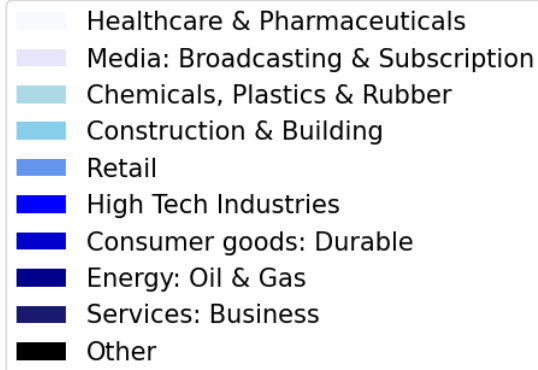 Healthcare & Pharmaceuticals
Media: Broadcasting & Subscription
Chemicals, Plastics & Rubber
Construction & Building
Retail
High Tech Industries
Consumer goods: Durable
Energy: Oil & Gas
Services: Business
Other